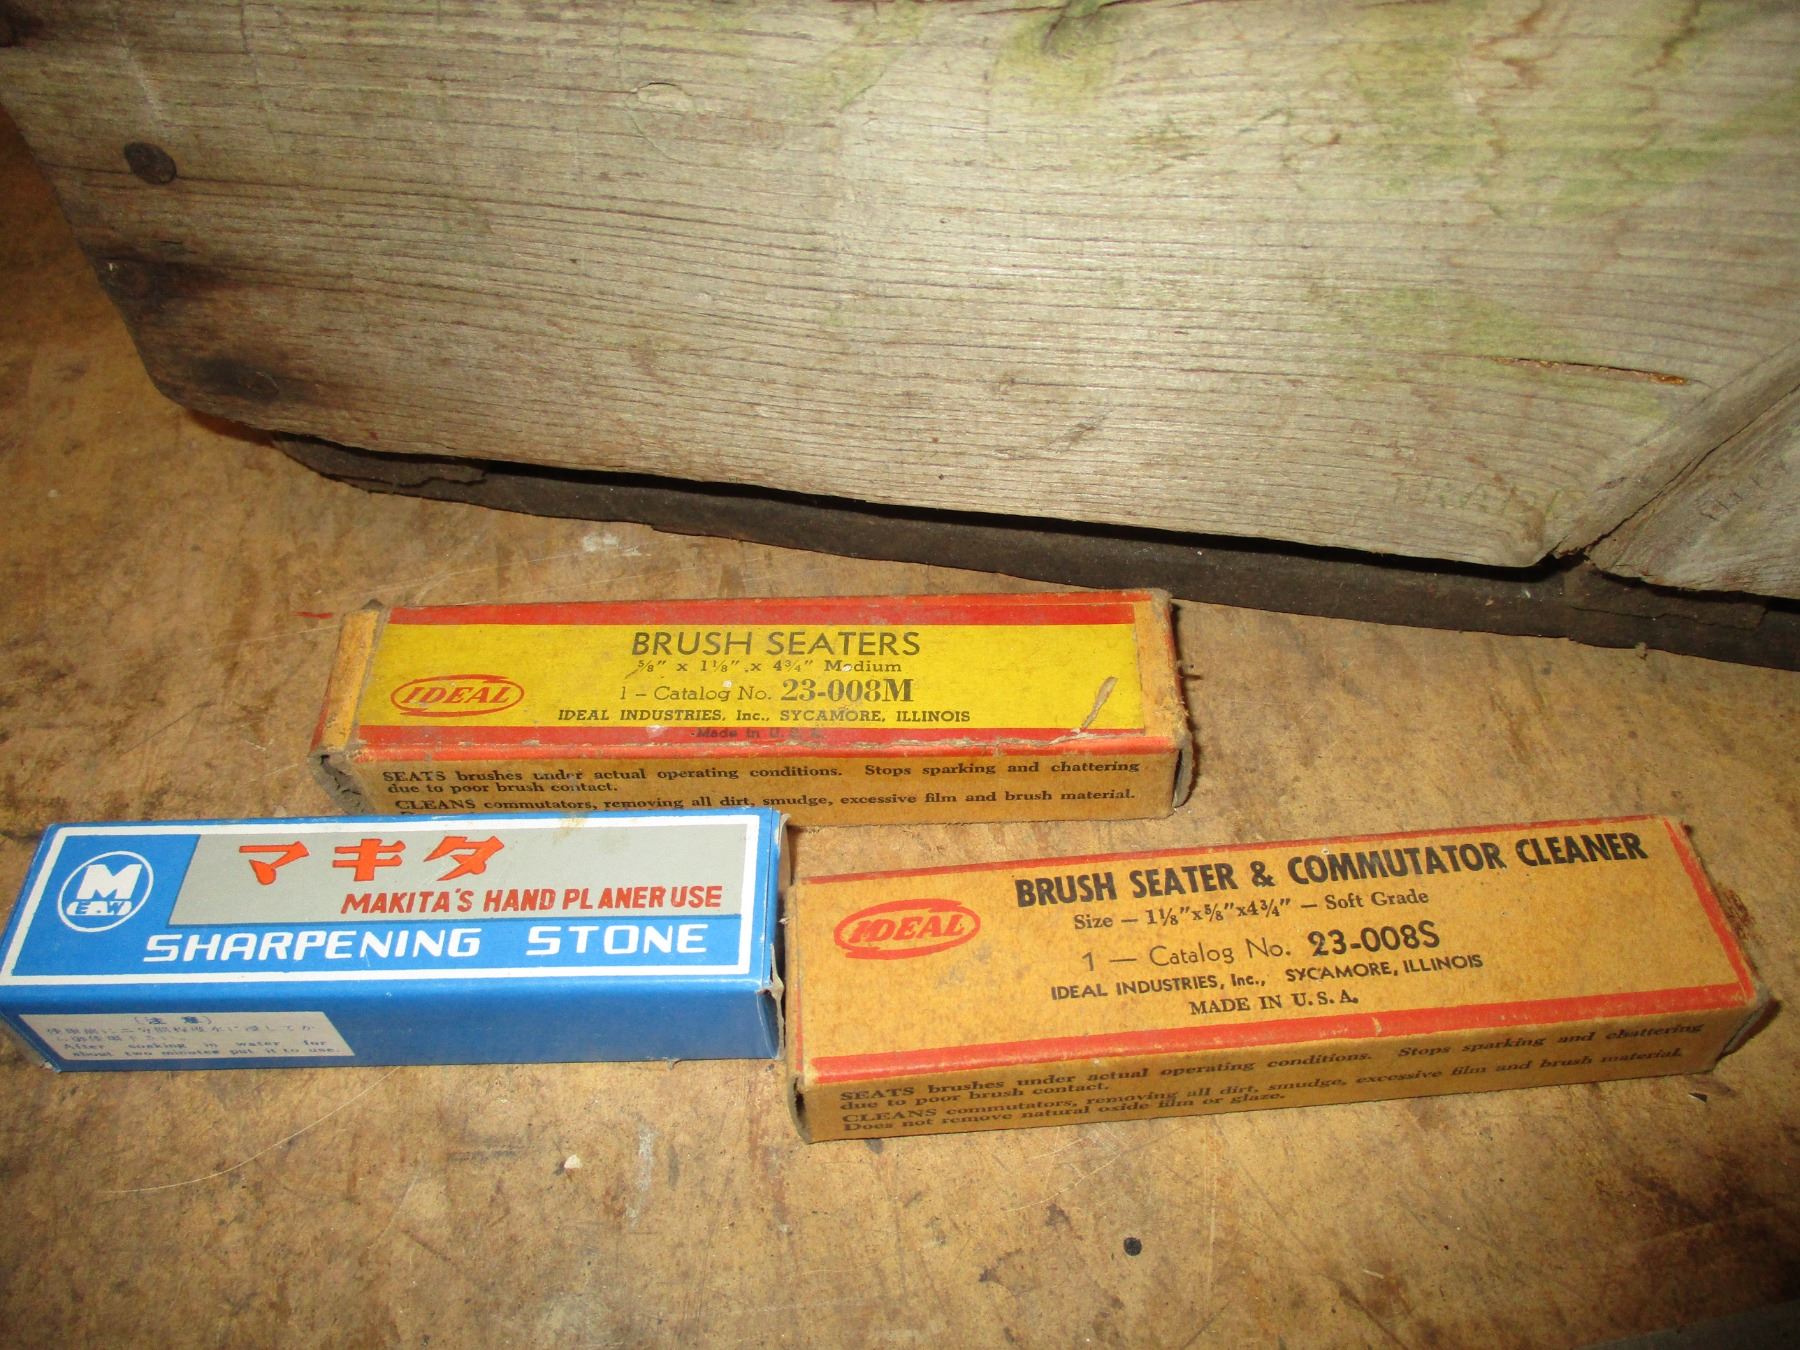 BRUSH SEATERS
5/8" x 1 1/8" x 4 3/4" Medium
IDEAL
1 - Catalog No. 23-008M
IDEAL INDUSTRIES, Inc., SYCAMORE, ILLINOIS
Made in U.S.A.
SEATS brushes under actual operating conditions. Stops sparking and chattering
due to poor brush contact.
CLEANS commutators, removing all dirt, smudge, excessive film and brush material.
M
E.W
マキタ
MAKITA'S HAND PLANER USE
SHARPENING STONE
(注意)
After soaking in water for
about two minutes put it to use.
BRUSH SEATER & COMMUTATOR CLEANER
Size - 1 1/8" x 5/8" x 4 3/4" - Soft Grade
IDEAL
1 - Catalog No. 23-008S
IDEAL INDUSTRIES, Inc., SYCAMORE, ILLINOIS
MADE IN U.S.A.
SEATS brushes under actual operating conditions. Stops sparking and chattering
due to poor brush contact.
CLEANS commutators, removing all dirt, smudge, excessive film and brush material.
Does not remove natural oxide film or glaze.